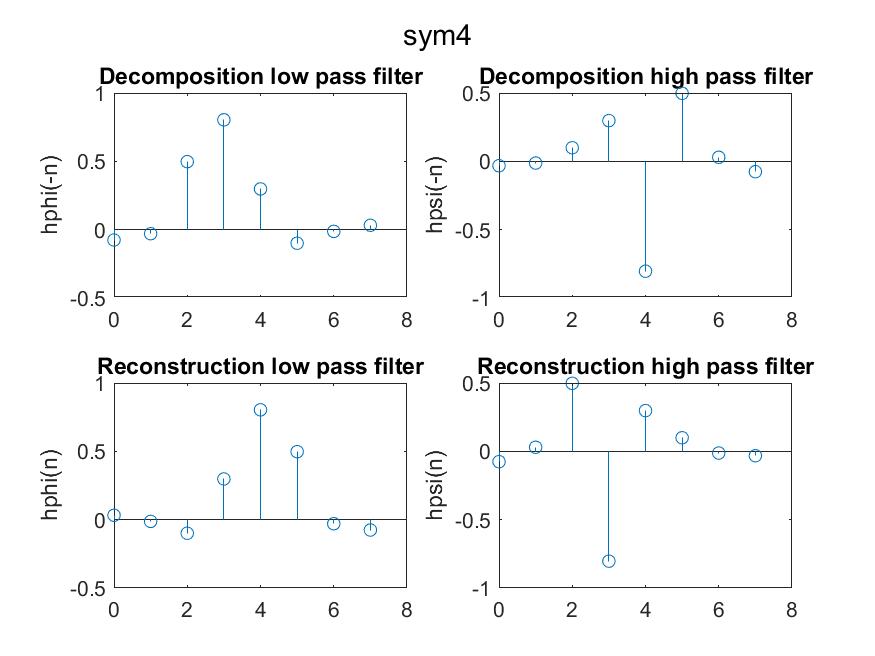 sym4
Decomposition low pass filter
1
0.5
0
-0.5
hphi(-n)
0 2 4 6 8
Decomposition high pass filter
0.5
0
-0.5
-1
hpsi(-n)
0 2 4 6 8
Reconstruction low pass filter
1
0.5
0
-0.5
hphi(n)
0 2 4 6 8
Reconstruction high pass filter
0.5
0
-0.5
-1
hpsi(n)
0 2 4 6 8